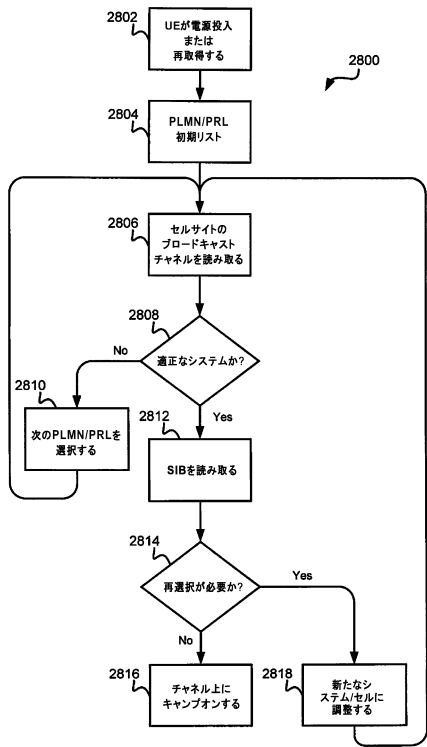 2802
UEが電源投入
または
再取得する
2800
2804
PLMN/PRL
初期リスト
2806
セルサイトの
ブロードキャスト
チャネルを読み取る
2808
適正なシステムか?
No
Yes
2810
次のPLMN/PRLを
選択する
2812
SIBを読み取る
2814
再選択が必要か?
Yes
No
2816
チャネル上に
キャンプオンする
2818
新たなシ
ステム/セルに
調整する